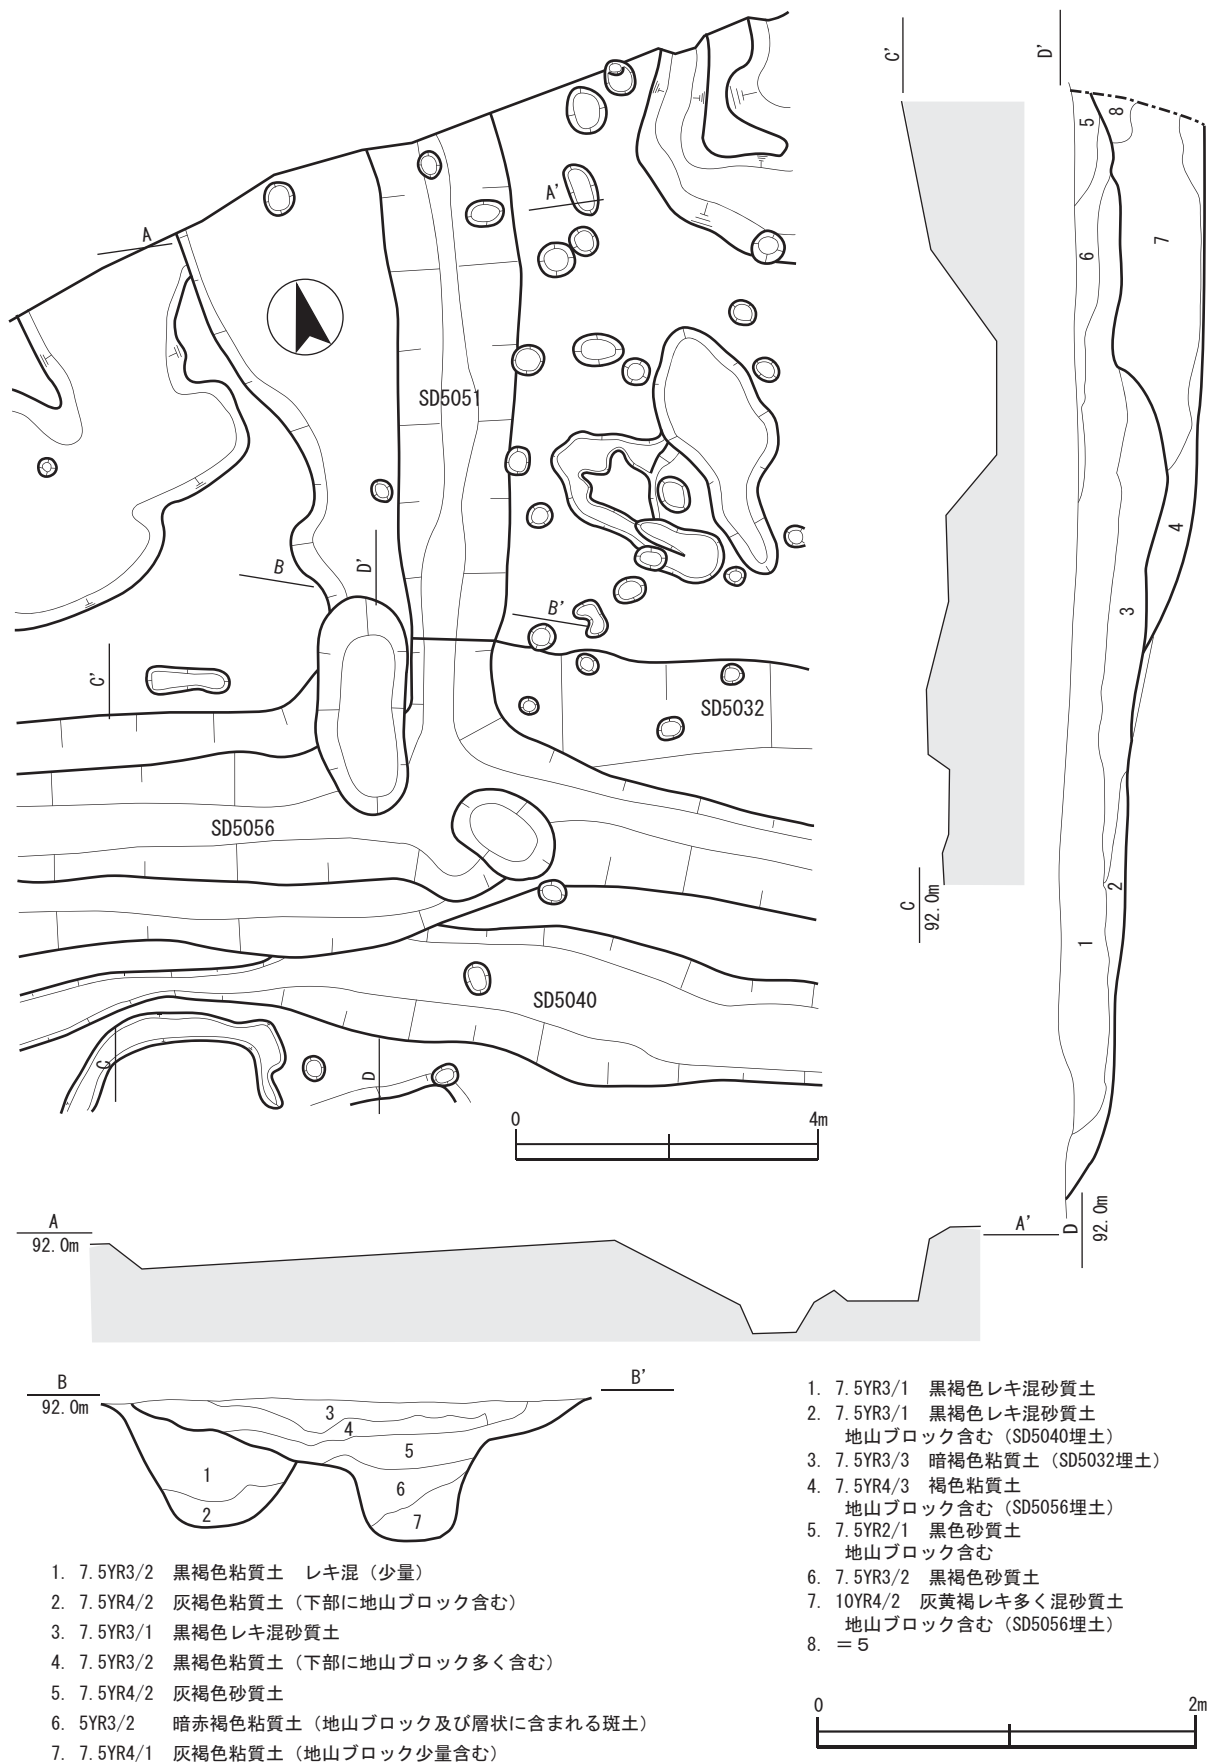 C'
D'
5
8
A
A'
7
6
SD5051
4
B
D'
B'
3
C'
SD5032
SD5056
2
C
92.0m
1
SD5040
C
D
0 4m
D
92.0m
A
92.0m
A'
B
92.0m
B'
3
4
5
1
6
2
7
1. 7.5YR3/2 黒褐色粘質土 レキ混（少量）
2. 7.5YR4/2 灰褐色粘質土（下部に地山ブロック含む）
3. 7.5YR3/1 黒褐色レキ混砂質土
4. 7.5YR3/2 黒褐色粘質土（下部に地山ブロック多く含む）
5. 7.5YR4/2 灰褐色砂質土
6. 5YR3/2 暗赤褐色粘質土（地山ブロック及び層状に含まれる斑土）
7. 7.5YR4/1 灰褐色粘質土（地山ブロック少量含む）
1. 7.5YR3/1 黒褐色レキ混砂質土
2. 7.5YR3/1 黒褐色レキ混砂質土
地山ブロック含む（SD5040埋土）
3. 7.5YR3/3 暗褐色粘質土（SD5032埋土）
4. 7.5YR4/3 褐色粘質土
地山ブロック含む（SD5056埋土）
5. 7.5YR2/1 黒色砂質土
地山ブロック含む
6. 7.5YR3/2 黒褐色砂質土
7. 10YR4/2 灰黄褐レキ多く混砂質土
地山ブロック含む（SD5056埋土）
8. ＝５
0 2m